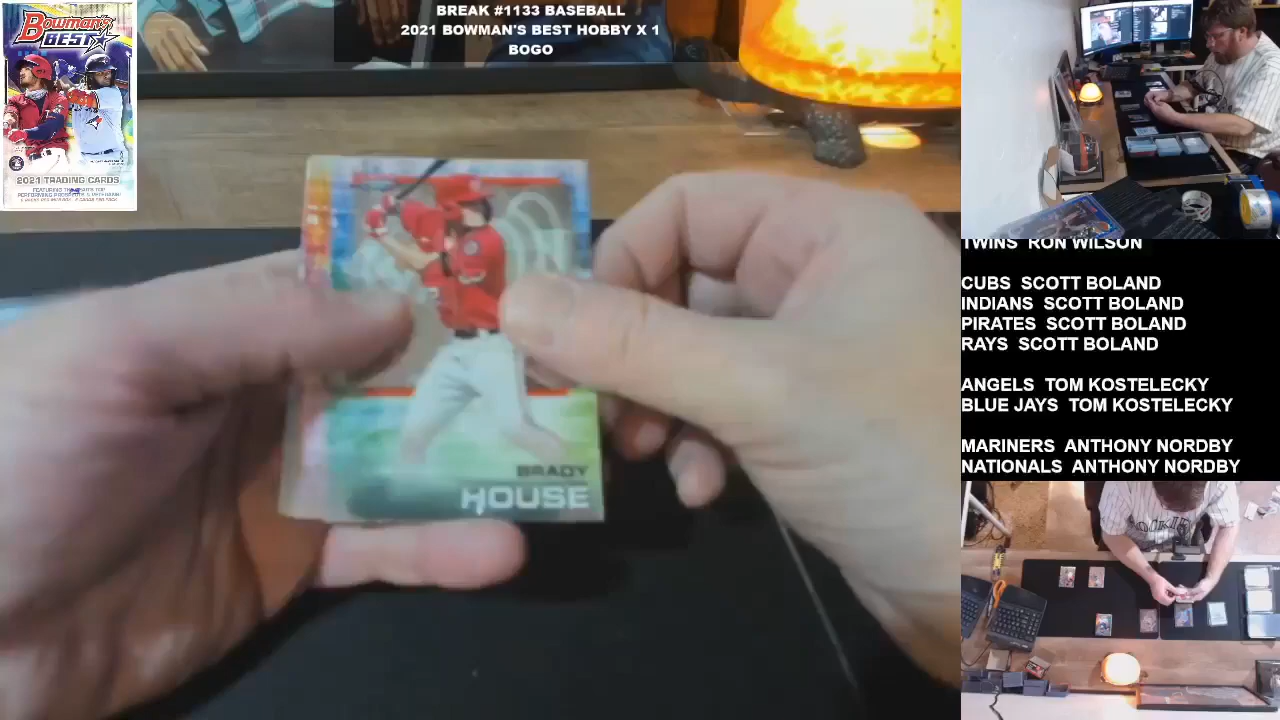 BREAK #1133 BASEBALL
2021 BOWMAN'S BEST HOBBY X 1
BOGO
Bowman's
BEST
2021 TRADING CARDS
BRADY
HOUSE
TWINS RON WILSON
CUBS SCOTT BOLAND
INDIANS SCOTT BOLAND
PIRATES SCOTT BOLAND
RAYS SCOTT BOLAND
ANGELS TOM KOSTELECKY
BLUE JAYS TOM KOSTELECKY
MARINERS ANTHONY NORDBY
NATIONALS ANTHONY NORDBY